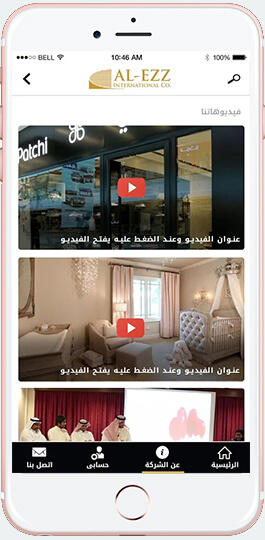 BELL
10:46 AM
100%
AL-EZZ
INTERNATIONAL CO.
فيديوهاتنا
Patchi
عنوان الفيديو وعند الضغط عليه يفتح الفيديو
عنوان الفيديو وعند الضغط عليه يفتح الفيديو
الرئيسية
عن الشركة
حسابى
اتصل بنا